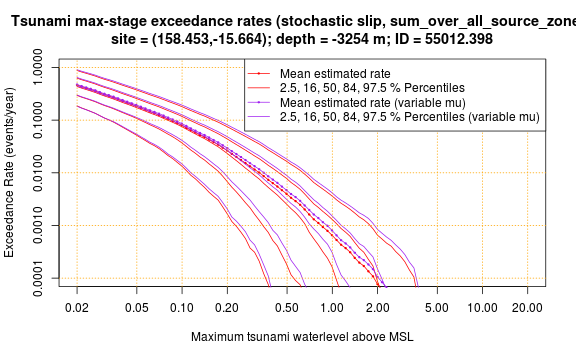 Tsunami max-stage exceedance rates (stochastic slip, sum_over_all_source_zone
site = (158.453,-15.664); depth = -3254 m; ID = 55012.398
Exceedance Rate (events/year)
1.0000
0.1000
0.0100
0.0010
0.0001
Mean estimated rate
2.5, 16, 50, 84, 97.5 % Percentiles
Mean estimated rate (variable mu)
2.5, 16, 50, 84, 97.5 % Percentiles (variable mu)
0.02 0.05 0.10 0.20 0.50 1.00 2.00 5.00 10.00 20.00
Maximum tsunami waterlevel above MSL